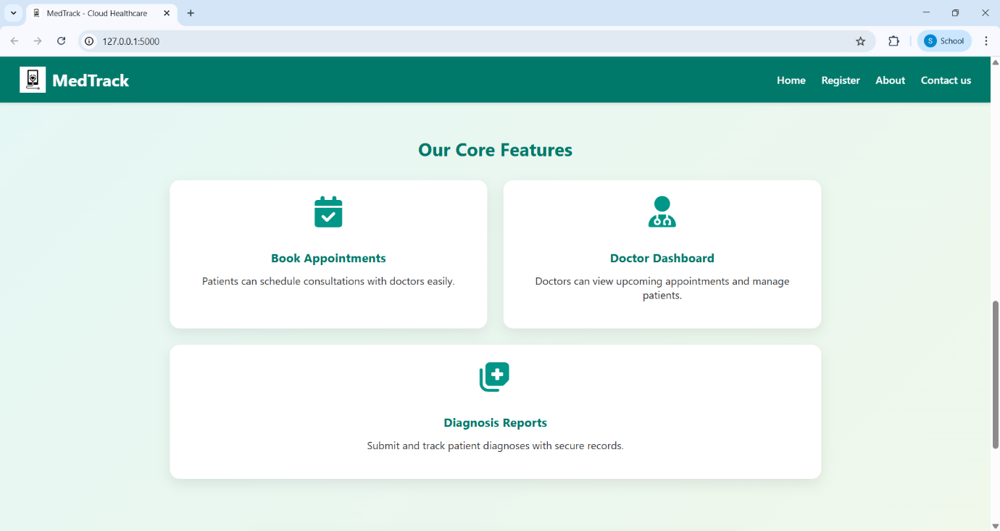 MedTrack - Cloud Healthcare
127.0.0.1:5000
S School
MedTrack
Home Register About Contact us
Our Core Features
Book Appointments
Patients can schedule consultations with doctors easily.
Doctor Dashboard
Doctors can view upcoming appointments and manage
patients.
Diagnosis Reports
Submit and track patient diagnoses with secure records.